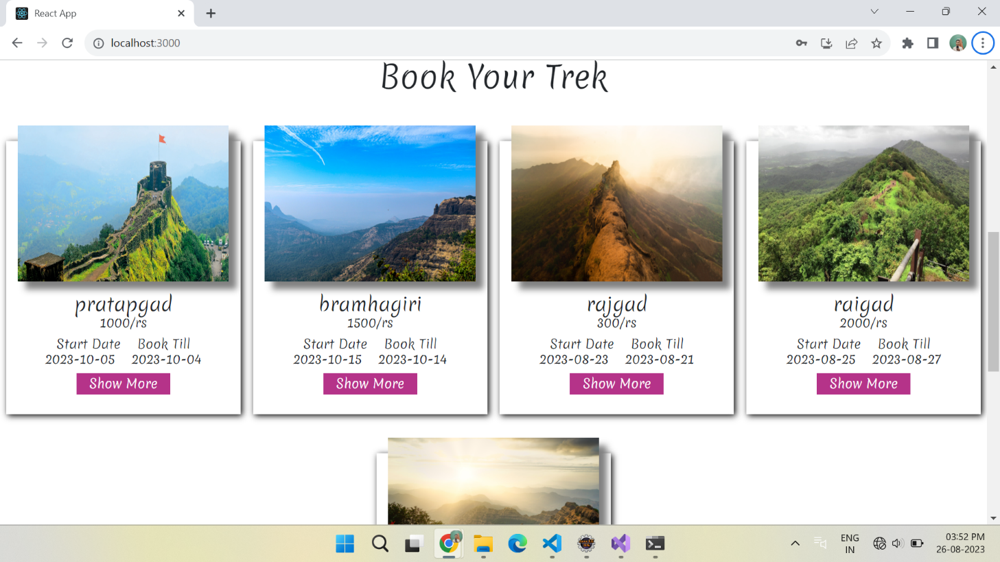 React App
localhost:3000
Book Your Trek
pratapgad
1000/rs
Start Date Book Till
2023-10-05 2023-10-04
Show More
bramhagiri
1500/rs
Start Date Book Till
2023-10-15 2023-10-14
Show More
rajgad
300/rs
Start Date Book Till
2023-08-23 2023-08-21
Show More
raigad
2000/rs
Start Date Book Till
2023-08-25 2023-08-27
Show More
ENG
IN
03:52 PM
26-08-2023